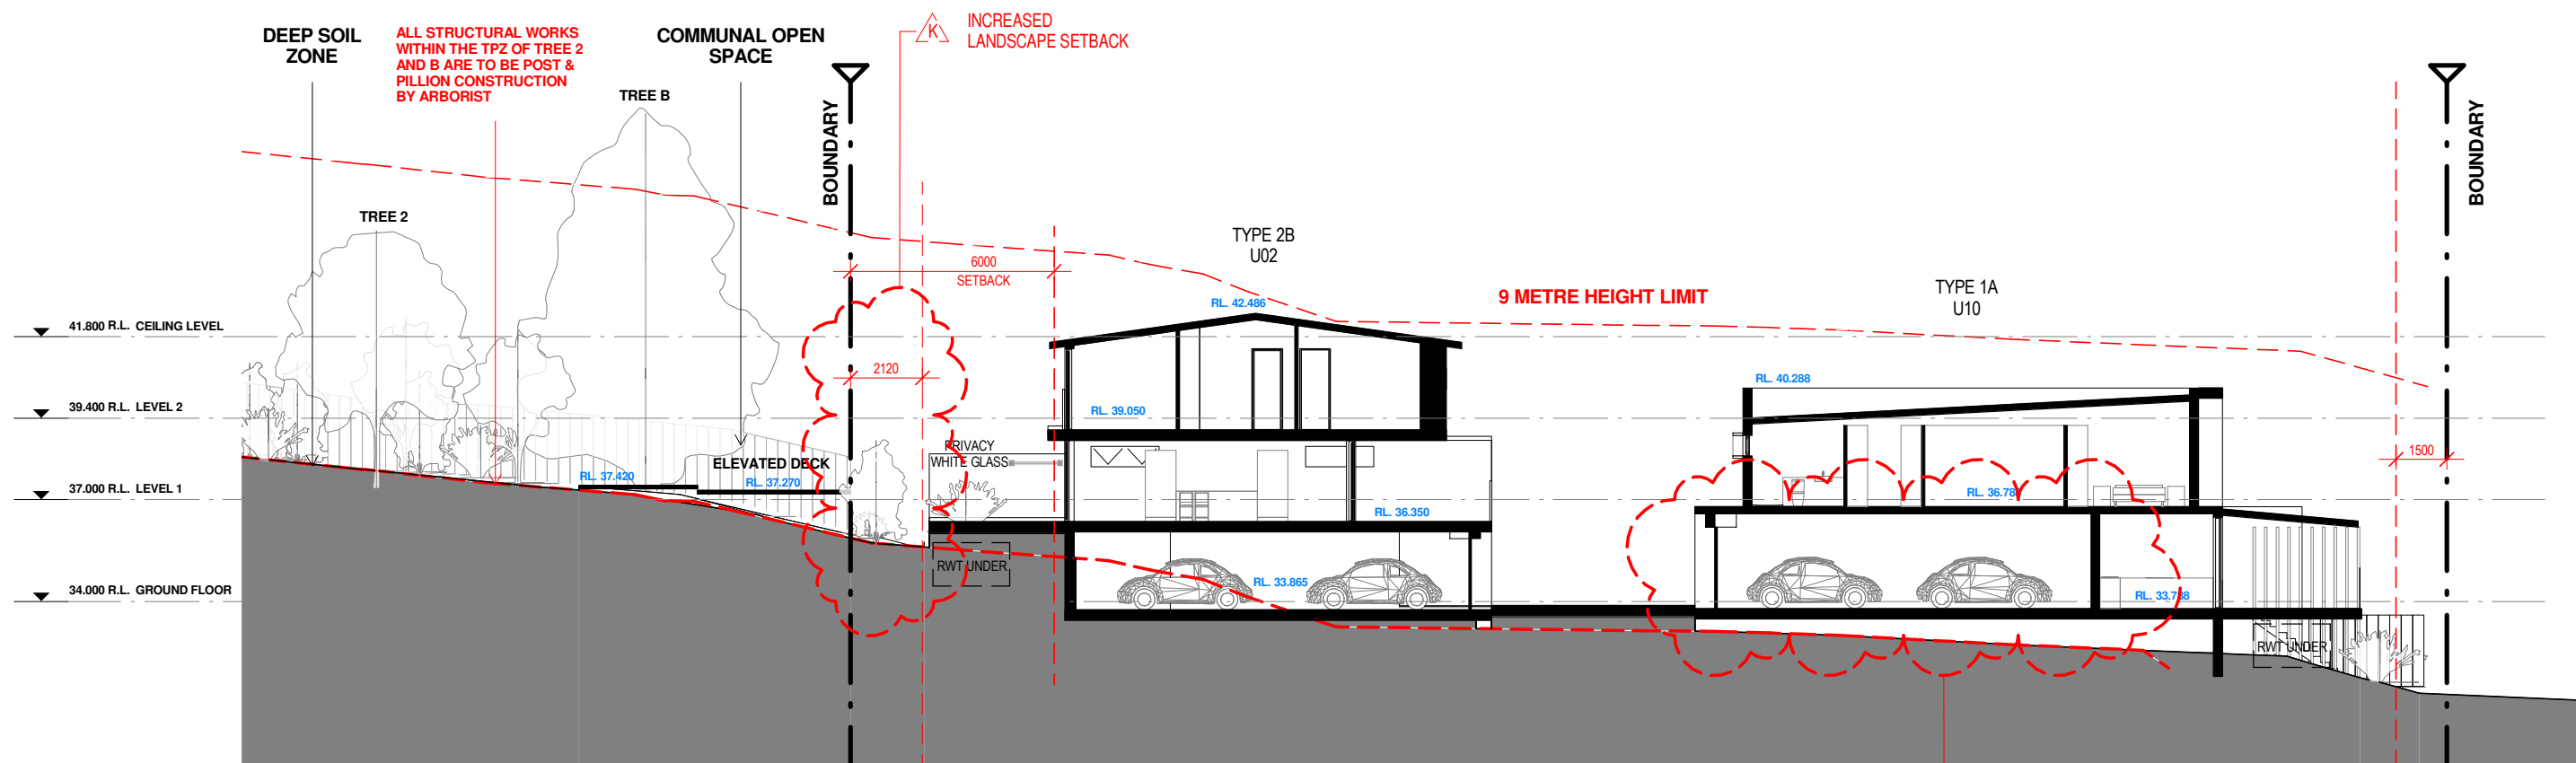 DEEP SOIL
ZONE
ALL STRUCTURAL WORKS
WITHIN THE TPZ OF TREE 2
AND B ARE TO BE POST &
PILLION CONSTRUCTION
BY ARBORIST
COMMUNAL OPEN
SPACE
K
INCREASED
LANDSCAPE SETBACK
TREE B
TREE 2
BOUNDARY
BOUNDARY
6000
SETBACK
TYPE 2B
U02
RL. 42.486
9 METRE HEIGHT LIMIT
TYPE 1A
U10
41.800 R.L. CEILING LEVEL
2120
RL. 40.288
39.400 R.L. LEVEL 2
RL. 39.050
PRIVACY
WHITE GLASS
1500
ELEVATED DECK
RL. 37.420
RL. 37.270
37.000 R.L. LEVEL 1
RL. 36.350
RWT UNDER
RL. 33.865
34.000 R.L. GROUND FLOOR
RWT UNDER